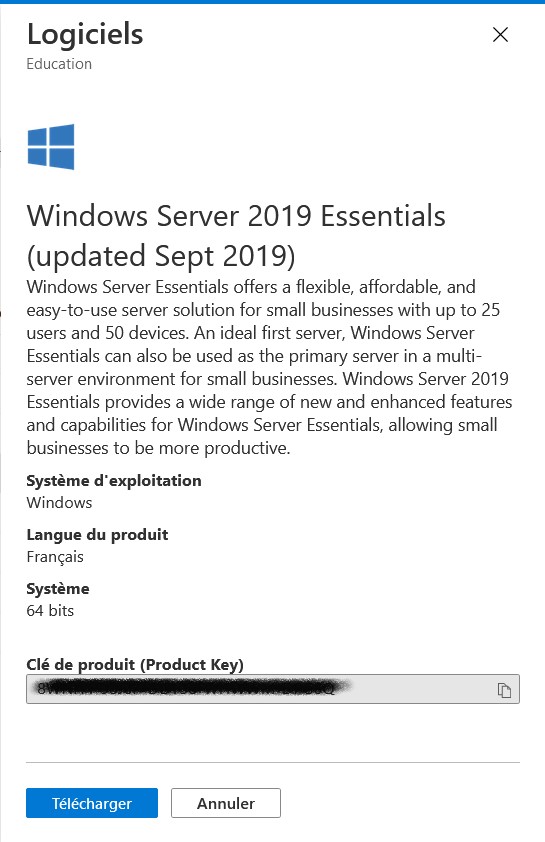 Logiciels
Education
Windows Server 2019 Essentials
(updated Sept 2019)
Windows Server Essentials offers a flexible, affordable, and
easy-to-use server solution for small businesses with up to 25
users and 50 devices. An ideal first server, Windows Server
Essentials can also be used as the primary server in a multi-
server environment for small businesses. Windows Server 2019
Essentials provides a wide range of new and enhanced features
and capabilities for Windows Server Essentials, allowing small
businesses to be more productive.
Système d'exploitation
Windows
Langue du produit
Français
Système
64 bits
Clé de produit (Product Key)
Télécharger
Annuler